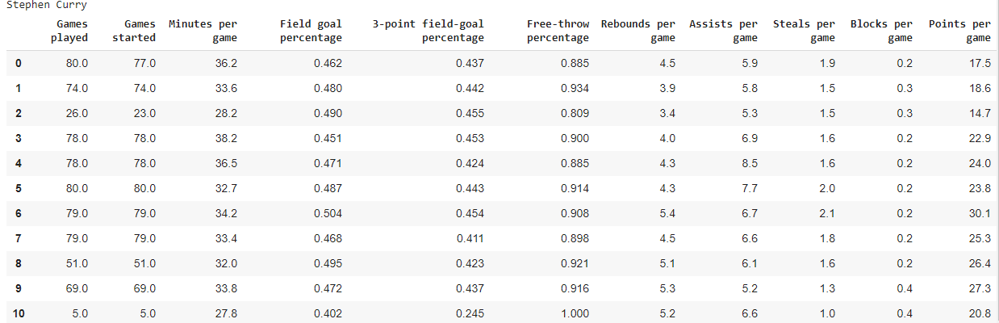 Stephen Curry
Games Games Minutes per Field goal 3-point field-goal Free-throw Rebounds per Assists per Steals per Blocks per Points per
played started game percentage percentage percentage game game game game game
0 80.0 77.0 36.2 0.462 0.437 0.885 4.5 5.9 1.9 0.2 17.5
1 74.0 74.0 33.6 0.480 0.442 0.934 3.9 5.8 1.5 0.3 18.6
2 26.0 23.0 28.2 0.490 0.455 0.809 3.4 5.3 1.5 0.3 14.7
3 78.0 78.0 38.2 0.451 0.453 0.900 4.0 6.9 1.6 0.2 22.9
4 78.0 78.0 36.5 0.471 0.424 0.885 4.3 8.5 1.6 0.2 24.0
5 80.0 80.0 32.7 0.487 0.443 0.914 4.3 7.7 2.0 0.2 23.8
6 79.0 79.0 34.2 0.504 0.454 0.908 5.4 6.7 2.1 0.2 30.1
7 79.0 79.0 33.4 0.468 0.411 0.898 4.5 6.6 1.8 0.2 25.3
8 51.0 51.0 32.0 0.495 0.423 0.921 5.1 6.1 1.6 0.2 26.4
9 69.0 69.0 33.8 0.472 0.437 0.916 5.3 5.2 1.3 0.4 27.3
10 5.0 5.0 27.8 0.402 0.245 1.000 5.2 6.6 1.0 0.4 20.8